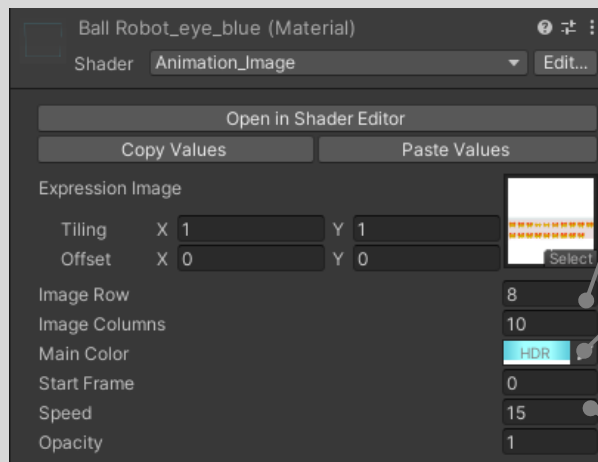 Ball Robot_eye_blue (Material)
Shader Animation_Image Edit...
Open in Shader Editor
Copy Values Paste Values
Expression Image
Tiling X 1 Y 1
Offset X 0 Y 0 Select
Image Row 8
Image Columns 10
Main Color HDR
Start Frame 0
Speed 15
Opacity 1